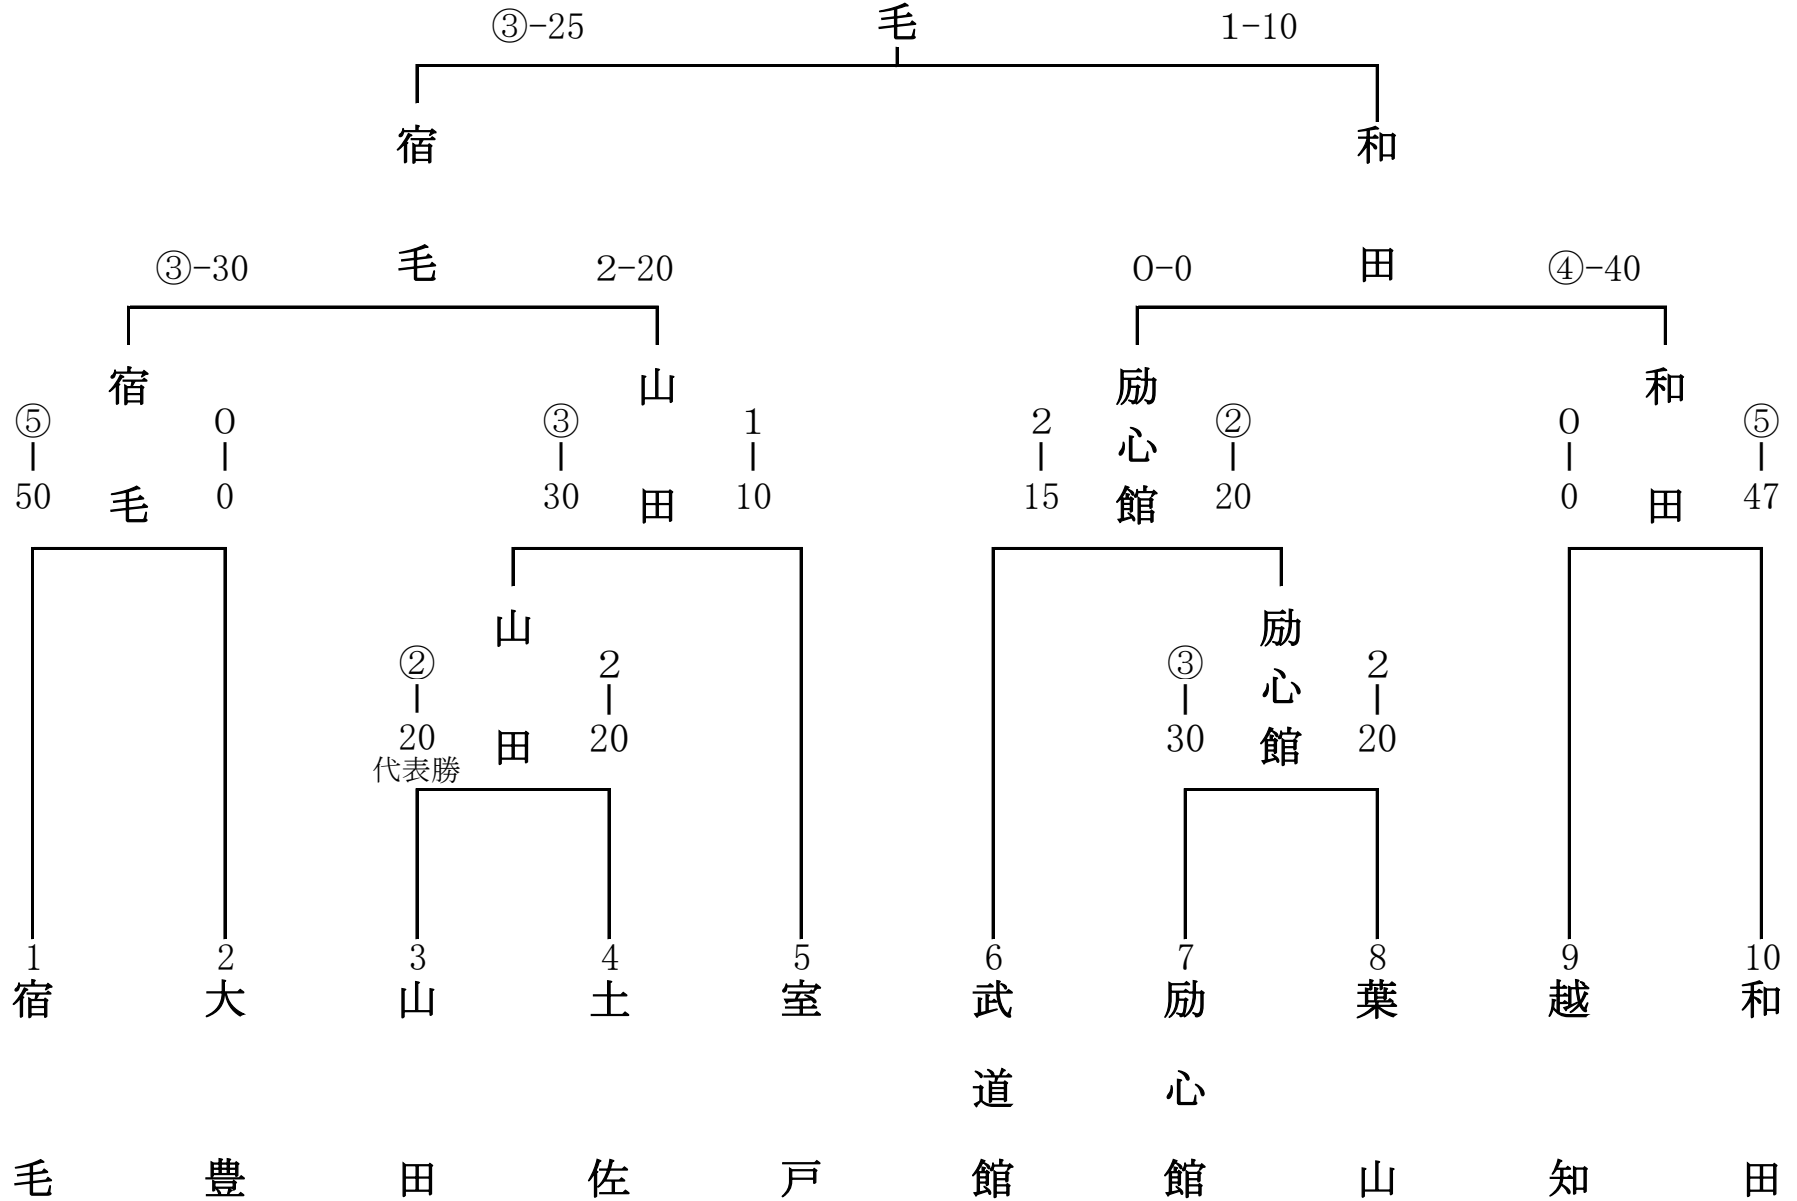 ③-25 毛 1-10
宿 和
③-30 毛 2-20 0-0 田 ④-40
宿 山 励 和
⑤ 0 ③ 1 2 心 ② 0 ⑤
50 毛 0 30 田 10 15 館 20 0 田 47
山 励
② 2 ③ 心 2
20 田 20 30 館 20
代表勝
1 2 3 4 5 6 7 8 9 10
宿 大 山 土 室 武 励 葉 越 和
道 心
毛 豊 田 佐 戸 館 館 山 知 田